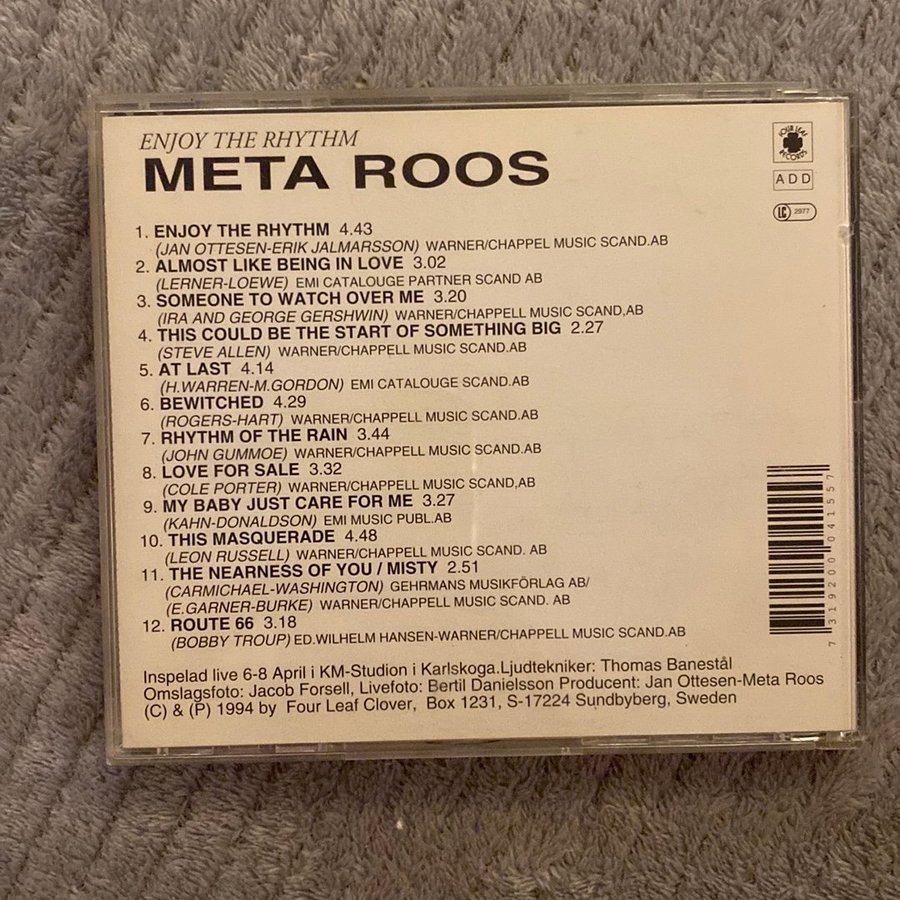 ENJOY THE RHYTHM
META ROOS
FOUR LEAF
RECORDS
ADD
LC 2977
1. ENJOY THE RHYTHM 4.43
(JAN OTTESEN-ERIK JALMARSSON) WARNER/CHAPPEL MUSIC SCAND.AB
2. ALMOST LIKE BEING IN LOVE 3.02
(LERNER-LOEWE) EMI CATALOUGE PARTNER SCAND AB
3. SOMEONE TO WATCH OVER ME 3.20
(IRA AND GEORGE GERSHWIN) WARNER/CHAPPELL MUSIC SCAND,AB
4. THIS COULD BE THE START OF SOMETHING BIG 2.27
(STEVE ALLEN) WARNER/CHAPPELL MUSIC SCAND.AB
5. AT LAST 4.14
(H.WARREN-M.GORDON) EMI CATALOUGE SCAND.AB
6. BEWITCHED 4.29
(ROGERS-HART) WARNER/CHAPPELL MUSIC SCAND.AB
7. RHYTHM OF THE RAIN 3.44
(JOHN GUMMOE) WARNER/CHAPPELL MUSIC SCAND.AB
8. LOVE FOR SALE 3.32
(COLE PORTER) WARNER/CHAPPELL MUSIC SCAND,AB
9. MY BABY JUST CARE FOR ME 3.27
(KAHN-DONALDSON) EMI MUSIC PUBL.AB
10. THIS MASQUERADE 4.48
(LEON RUSSELL) WARNER/CHAPPELL MUSIC SCAND. AB
11. THE NEARNESS OF YOU / MISTY 2.51
(CARMICHAEL-WASHINGTON) GEHRMANS MUSIKFÖRLAG AB/
(E.GARNER-BURKE) WARNER/CHAPPELL MUSIC SCAND. AB
12. ROUTE 66 3.18
(BOBBY TROUP) ED.WILHELM HANSEN-WARNER/CHAPPELL MUSIC SCAND.AB
7 319200 041557
Inspelad live 6-8 April i KM-Studion i Karlskoga.Ljudtekniker: Thomas Banestål
Omslagsfoto: Jacob Forsell, Livefoto: Bertil Danielsson Producent: Jan Ottesen-Meta Roos
(C) & (P) 1994 by Four Leaf Clover, Box 1231, S-17224 Sundbyberg, Sweden